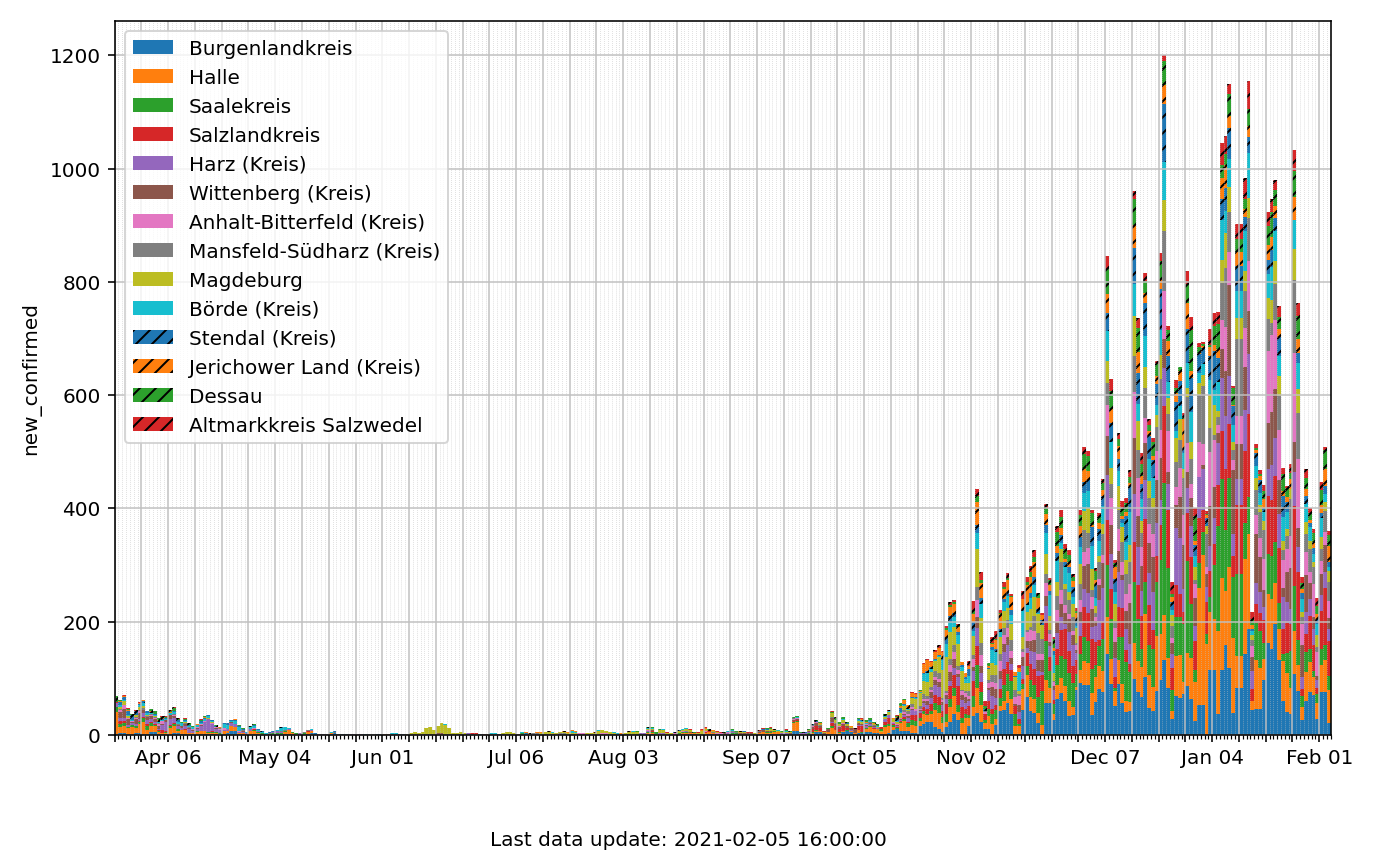 1200
1000
800
600
400
200
0
new_confirmed
Burgenlandkreis
Halle
Saalekreis
Salzlandkreis
Harz (Kreis)
Wittenberg (Kreis)
Anhalt-Bitterfeld (Kreis)
Mansfeld-Südharz (Kreis)
Magdeburg
Börde (Kreis)
Stendal (Kreis)
Jerichower Land (Kreis)
Dessau
Altmarkkreis Salzwedel
Apr 06 May 04 Jun 01 Jul 06 Aug 03 Sep 07 Oct 05 Nov 02 Dec 07 Jan 04 Feb 01
Last data update: 2021-02-05 16:00:00